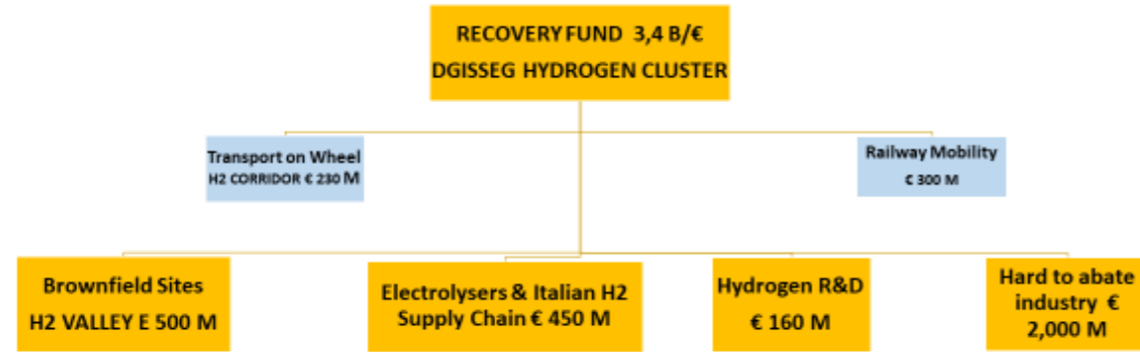 RECOVERY FUND 3,4 B/€
DGISSEG HYDROGEN CLUSTER
Transport on Wheel
H2 CORRIDOR € 230 M
Railway Mobility
€ 300 M
Brownfield Sites
H2 VALLEY E 500 M
Electrolysers & Italian H2
Supply Chain € 450 M
Hydrogen R&D
€ 160 M
Hard to abate
industry €
2,000 M